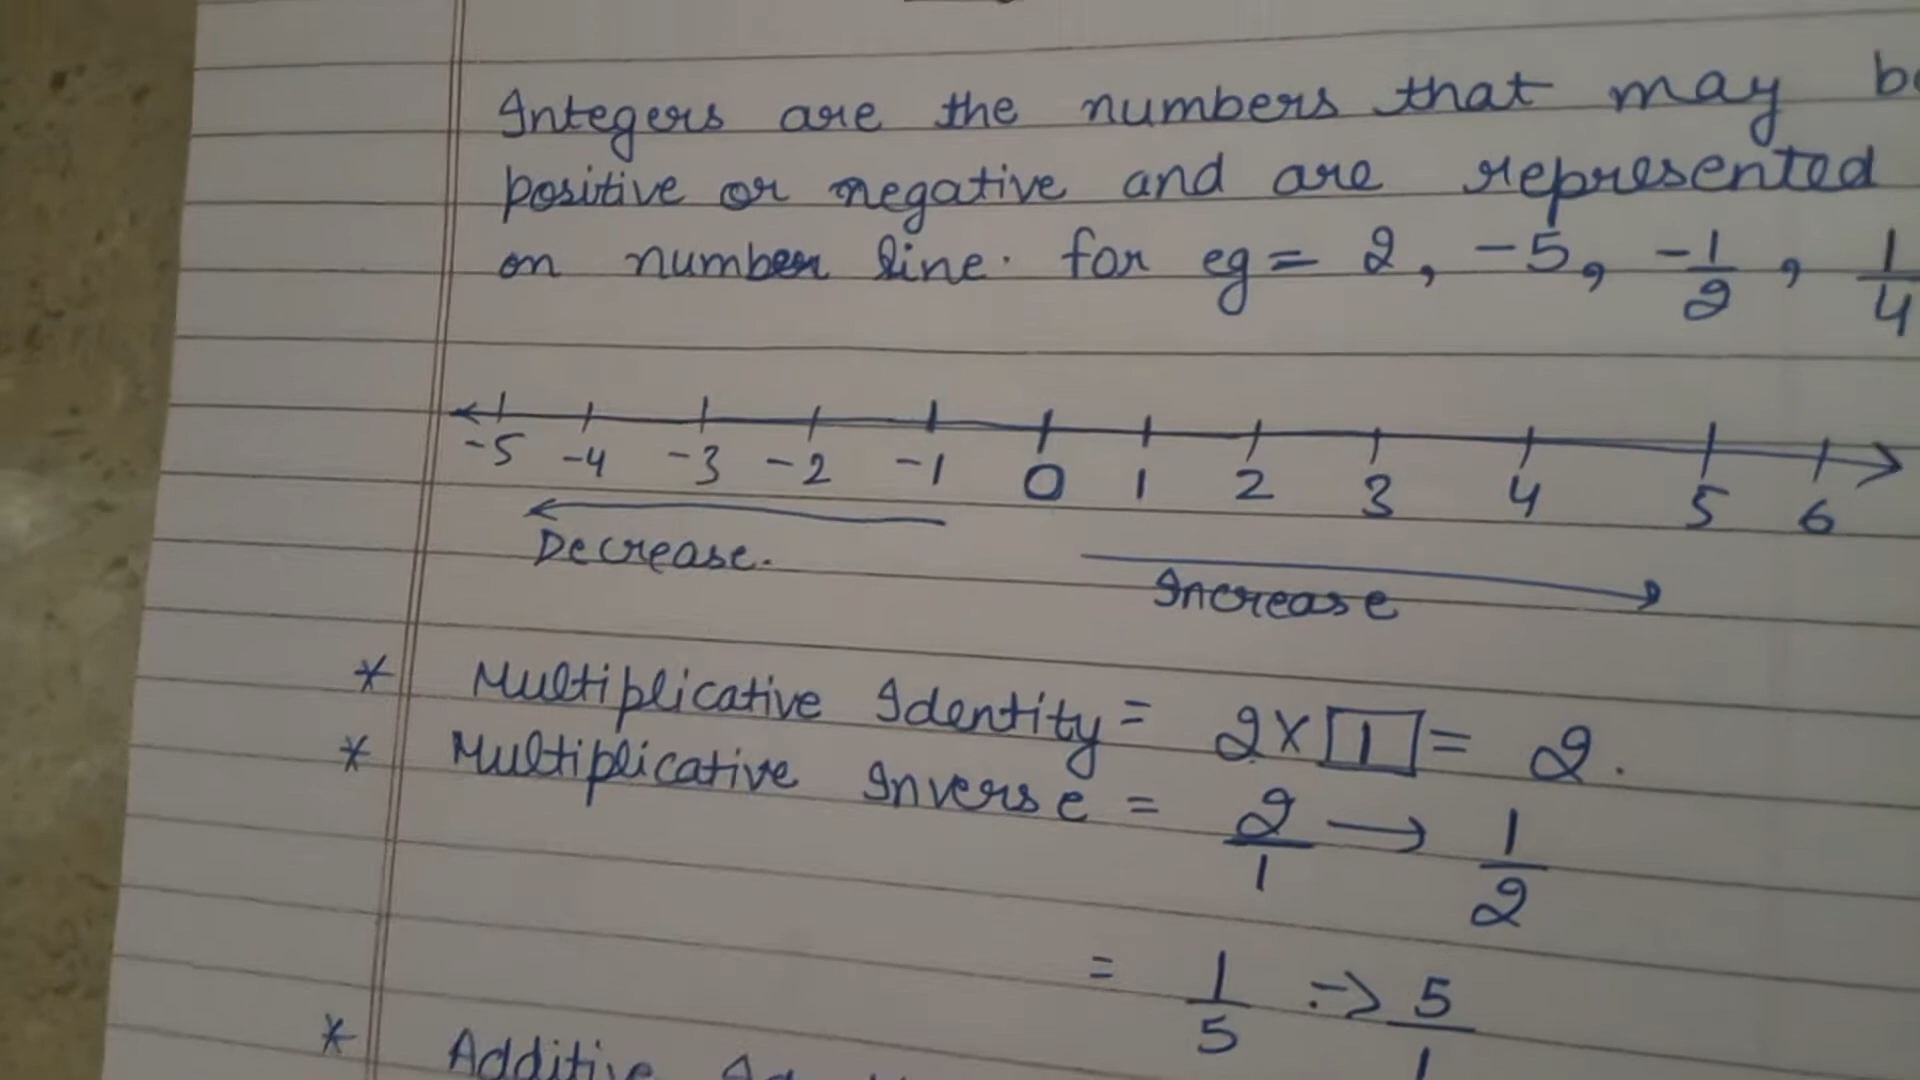 Integers are the numbers that may
positive or negative and are represented
on number line. for eg = 2, -5, -1/2, 1/4
-5 -4 -3 -2 -1 0 1 2 3 4 5 6
Decrease.
Increase
* Multiplicative Identity = 2 x 1 = 2.
* Multiplicative Inverse = 2/1 → 1/2
= 1/5 → 5/1
* Additive